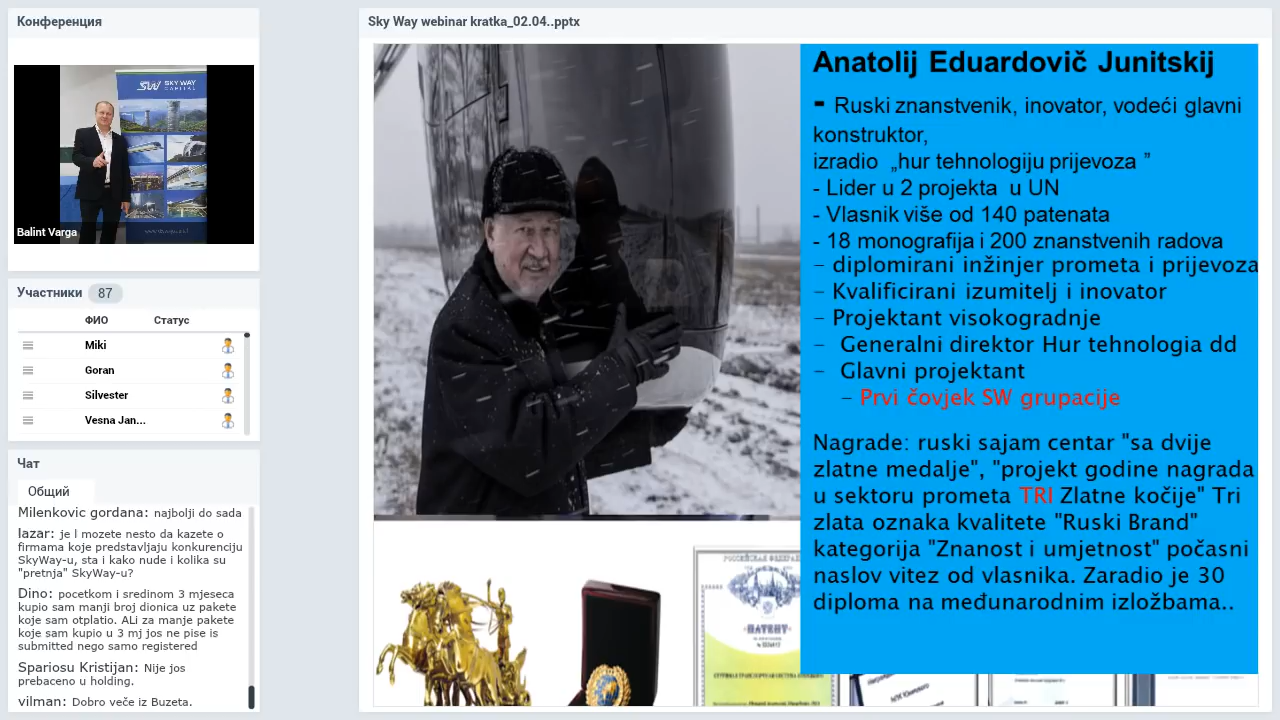 Конференция
SW SKY WAY
CAPITAL
Balint Varga
Участники 87
ФИО Статус
Miki
Goran
Silvester
Vesna Jan...
Чат
Общий
Milenkovic gordana: najbolji do sada
lazar: je l mozete nesto da kazete o
firmama koje predstavljaju konkurenciju
SkyWay-u, sta i kako nude i kolika su
"pretnja" SkyWay-u?
Dino: pocetkom i sredinom 3 mjeseca
kupio sam manji broj dionica uz pakete
koje sam otplatio. ALi za manje pakete
koje sam kupio u 3 mj jos ne pise is
submitted nego samo registered
Spariosu Kristijan: Nije jos
prebaceno u holding.
vilman: Dobro veče iz Buzeta.
Sky Way webinar kratka_02.04..pptx
Anatolij Eduardovič Junitskij
- Ruski znanstvenik, inovator, vodeći glavni
konstruktor,
izradio „hur tehnologiju prijevoza ”
- Lider u 2 projekta u UN
- Vlasnik više od 140 patenata
- 18 monografija i 200 znanstvenih radova
– diplomirani inžinjer prometa i prijevoza
– Kvalificirani izumitelj i inovator
– Projektant visokogradnje
– Generalni direktor Hur tehnologia dd
– Glavni projektant
– Prvi čovjek SW grupacije
Nagrade: ruski sajam centar "sa dvije
zlatne medalje", "projekt godine nagrada
u sektoru prometa TRI Zlatne kočije" Tri
zlata oznaka kvalitete "Ruski Brand"
kategorija "Znanost i umjetnost" počasni
naslov vitez od vlasnika. Zaradio je 30
diploma na međunarodnim izložbama..
ПАТЕНТ